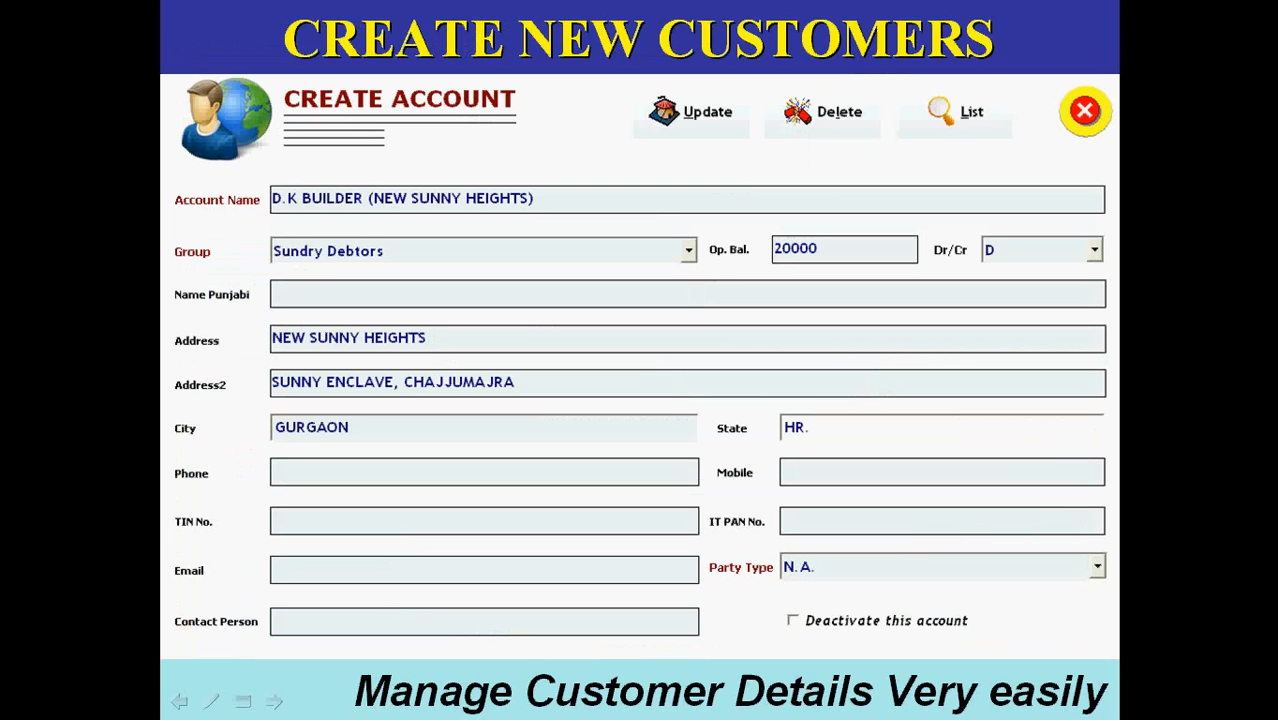 CREATE NEW CUSTOMERS
CREATE ACCOUNT
Update Delete List
Account Name D.K BUILDER (NEW SUNNY HEIGHTS)
Group Sundry Debtors Op. Bal. 20000 Dr/Cr D
Name Punjabi
Address NEW SUNNY HEIGHTS
Address2 SUNNY ENCLAVE, CHAJJUMAJRA
City GURGAON State HR.
Phone Mobile
TIN No. IT PAN No.
Email Party Type N.A.
Contact Person Deactivate this account
Manage Customer Details Very easily